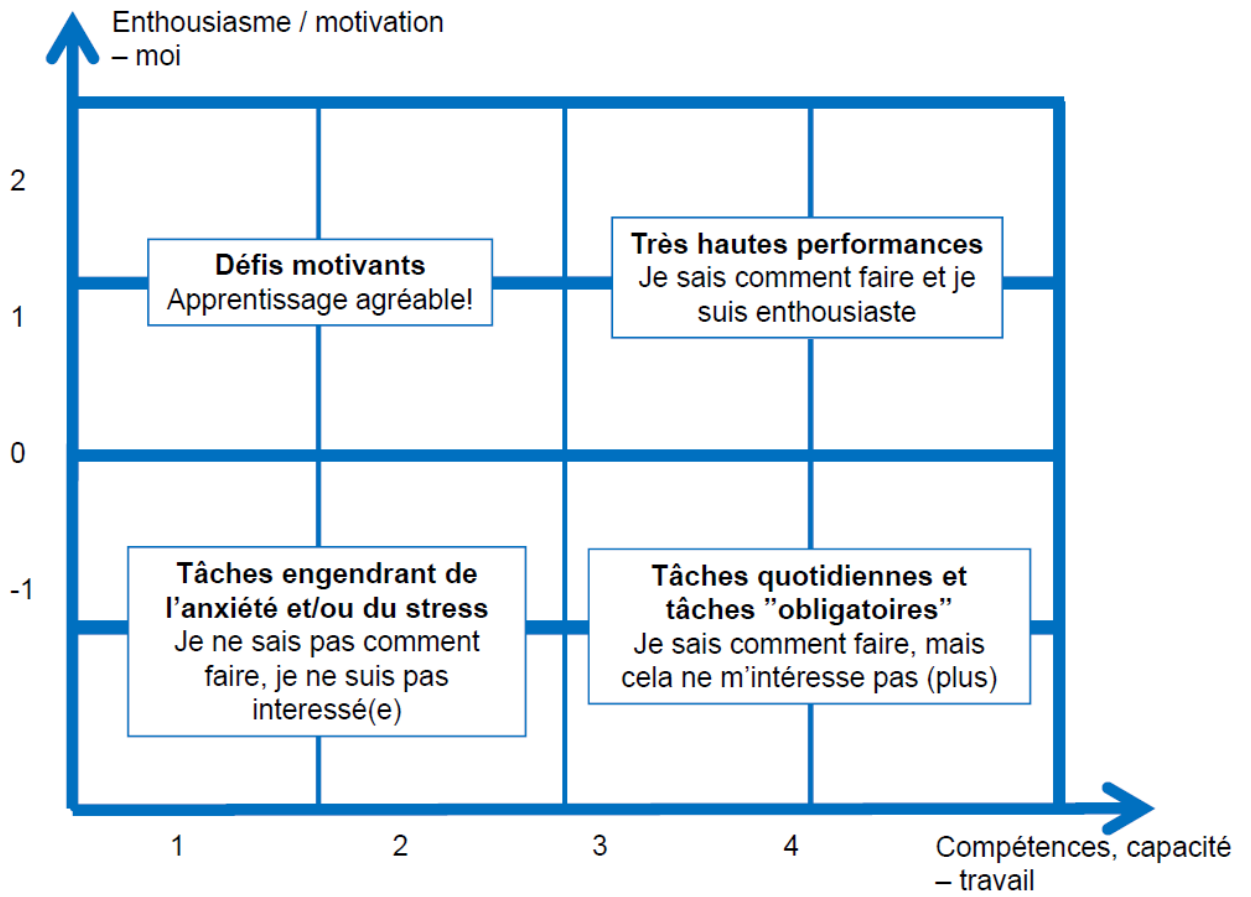 Enthousiasme / motivation
– moi
2
Défis motivants
Apprentissage agréable!
Très hautes performances
Je sais comment faire et je
suis enthousiaste
1
0
-1
Tâches engendrant de
l'anxiété et/ou du stress
Je ne sais pas comment
faire, je ne suis pas
interessé(e)
Tâches quotidiennes et
tâches ”obligatoires”
Je sais comment faire, mais
cela ne m'intéresse pas (plus)
1
2
3
4
Compétences, capacité
– travail